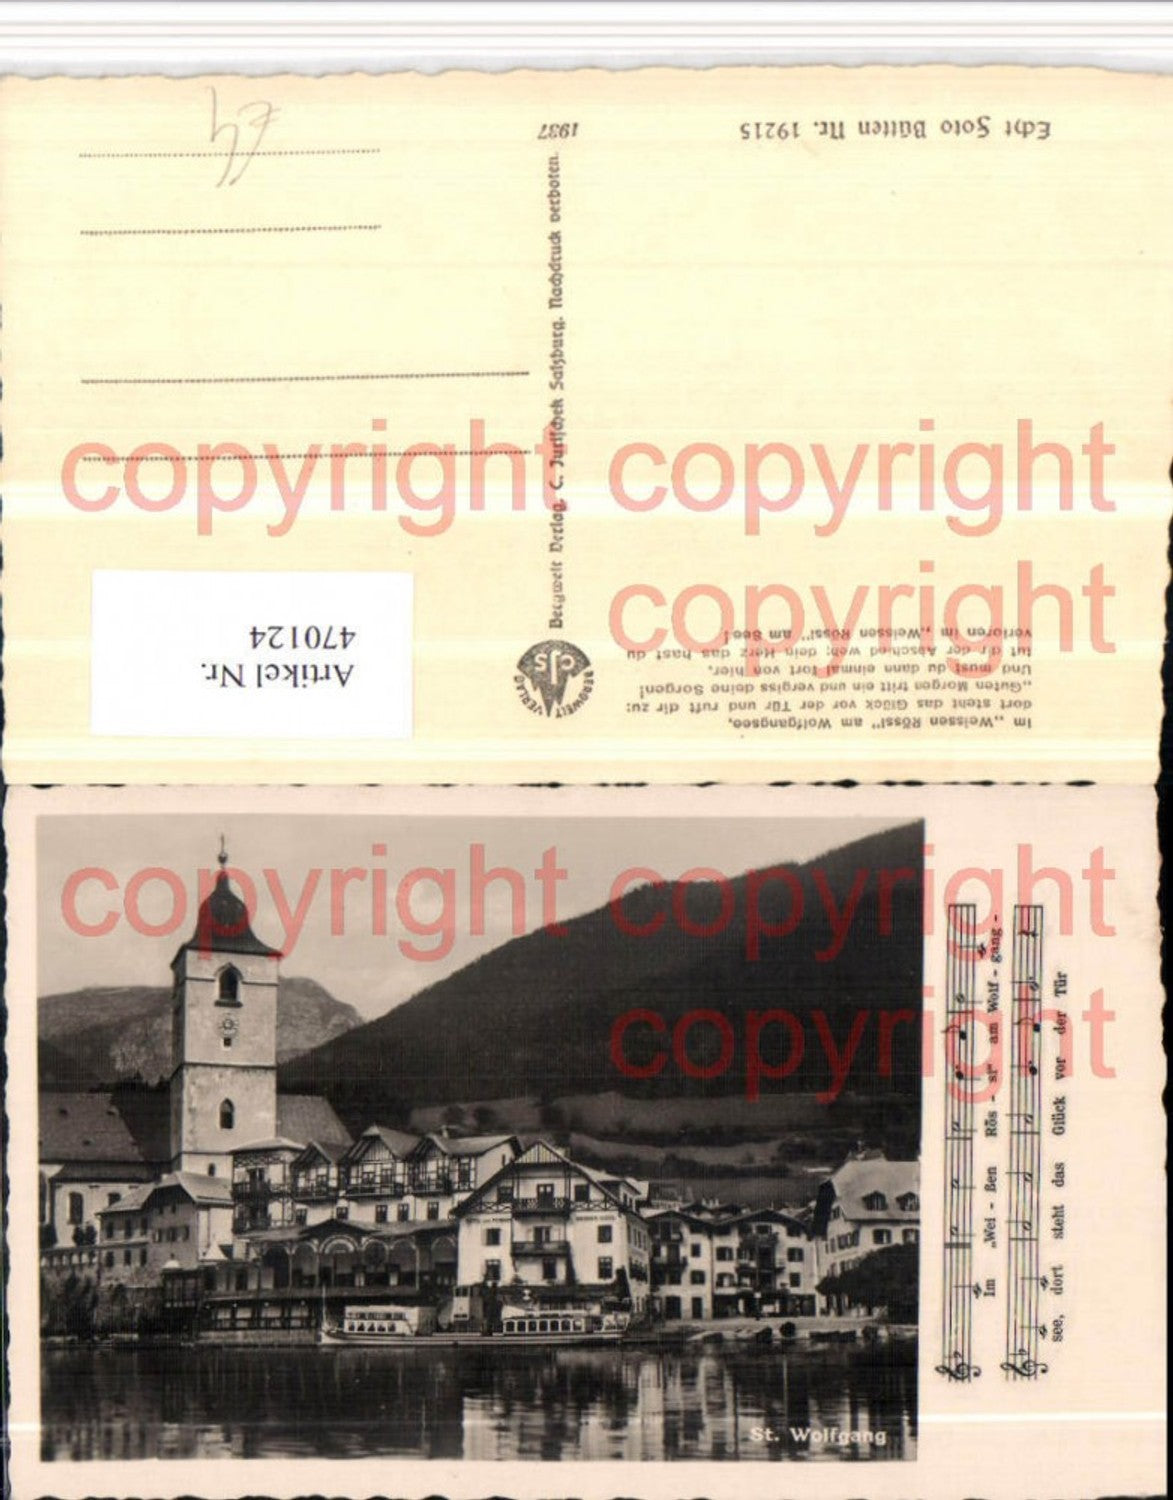 Echt Foto Bütten Nr. 19215
1937
Bergwelt Verlag, C. Jurischek Salzburg. Nachdruck verboten.
BERGWELT VERLAG
CJS
Im „Weissen Rössl" am Wolfgangsee,
dort steht das Glück vor der Tür und ruft dir zu:
„Guten Morgen tritt ein und vergiss deine Sorgen!
Und musst du dann einmal fort von hier,
tut dir der Abschied weh; dein Herz das hast du
verloren im „Weissen Rössl" am See!
Artikel Nr.
470124
copyright copyright
copyright
copyright copyright
copyright
Im „Wei - ßen Rös - sl" am Wolf - gang -
see, dort steht das Glück vor der Tür
St. Wolfgang